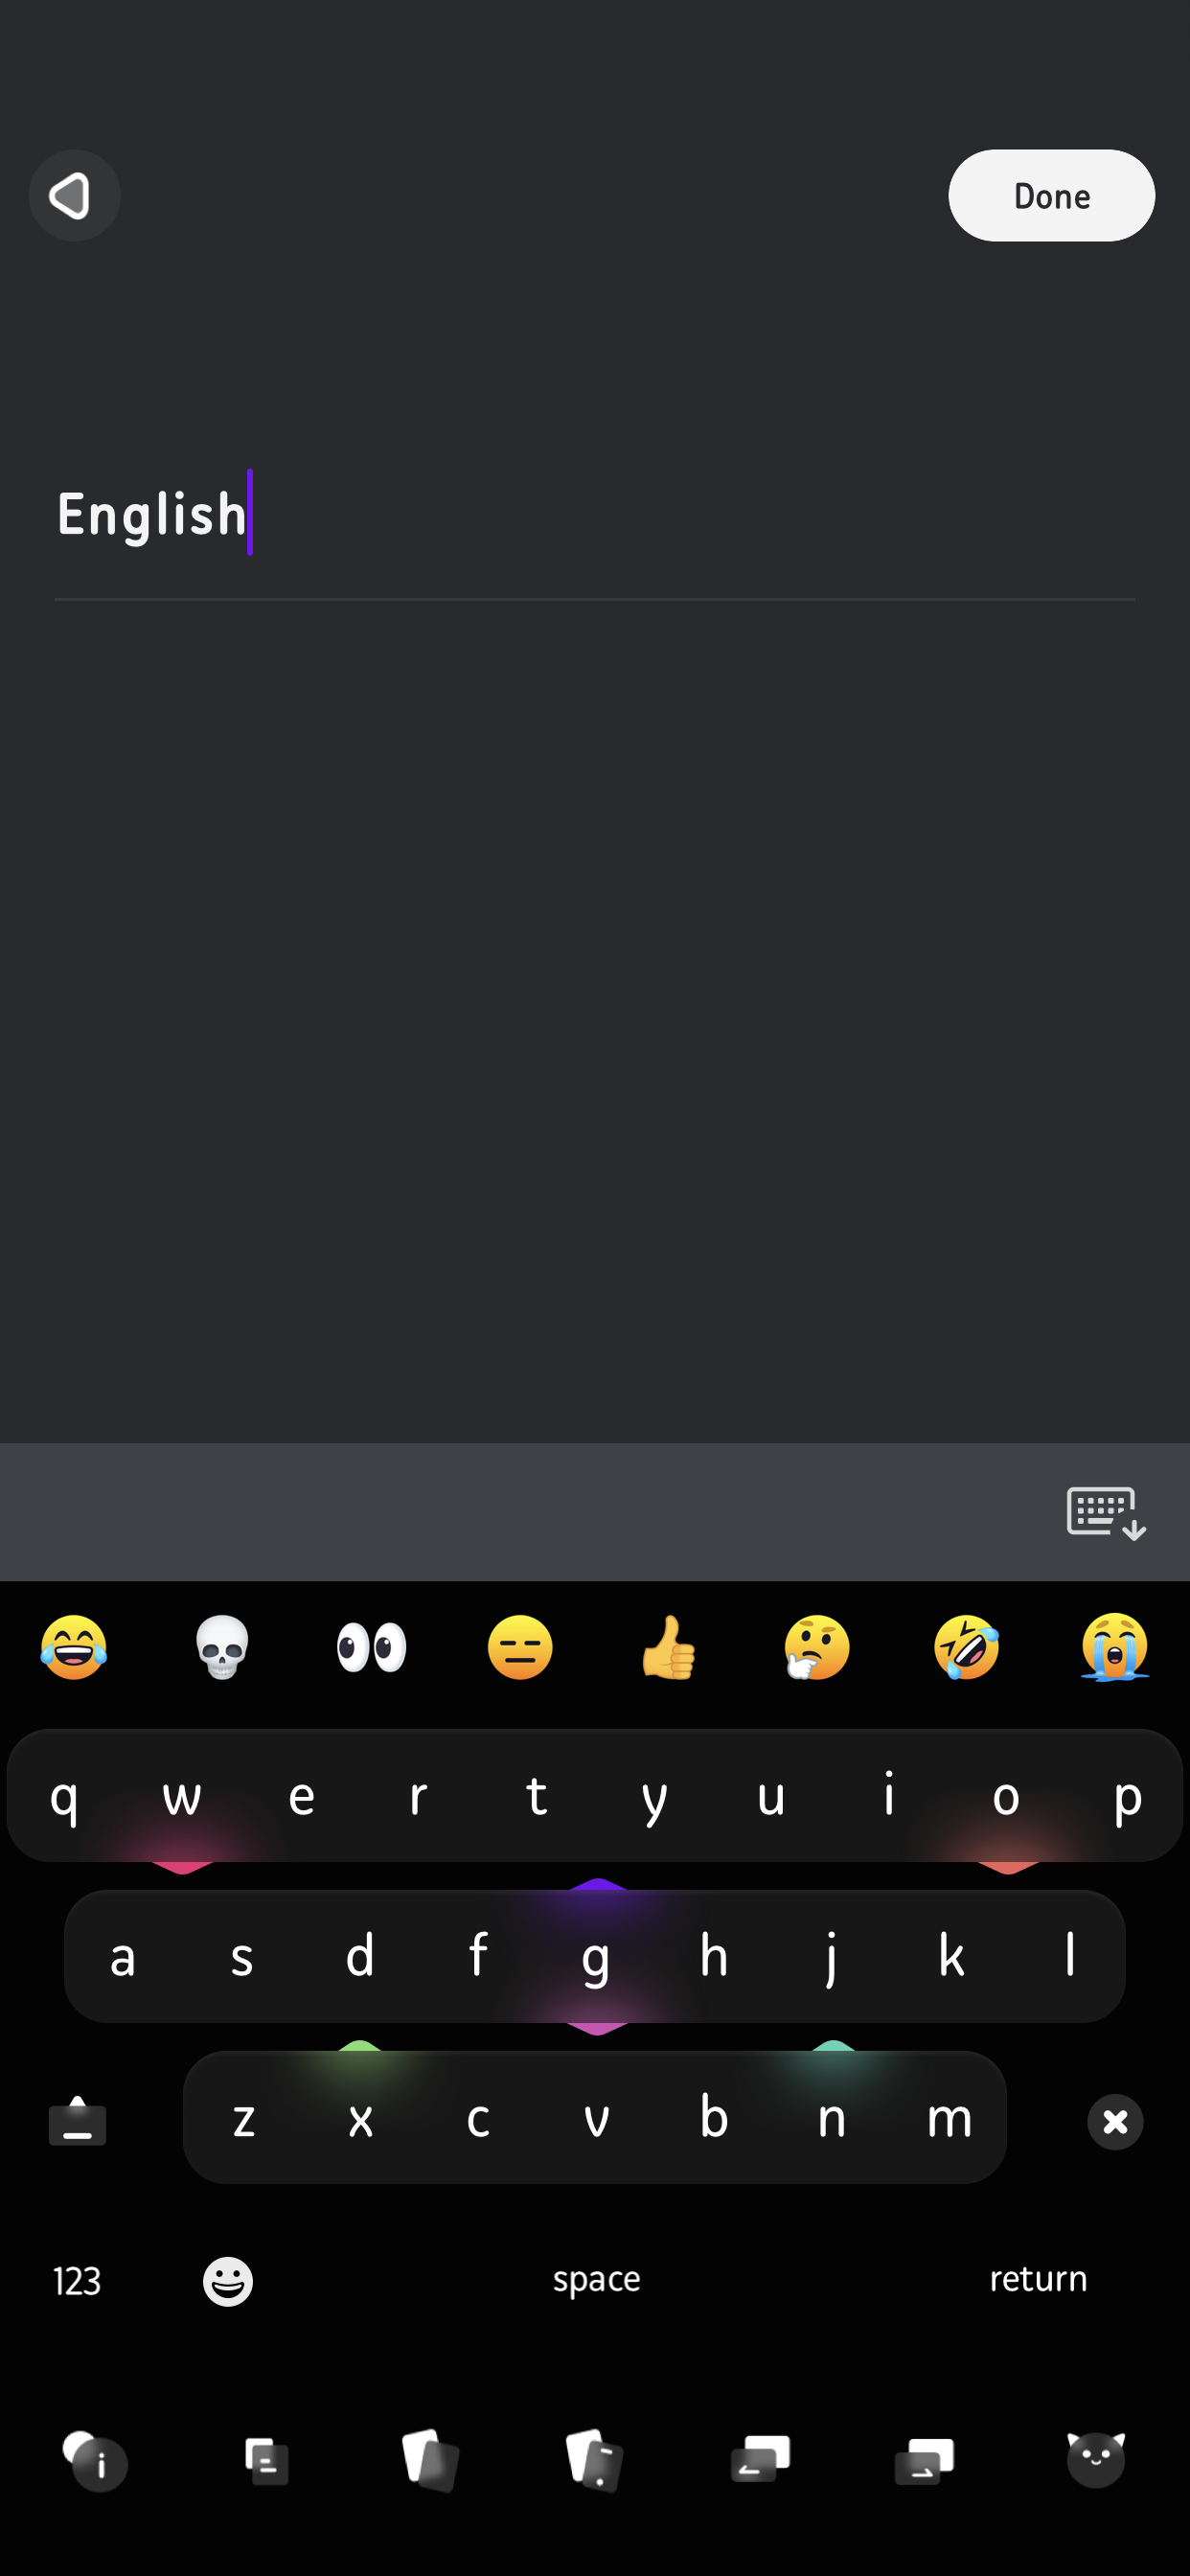 Done
English
😂 💀 👀 😑 👍 🤔 🤣 😭
q w e r t y u i o p
a s d f g h j k l
z x c v b n m
123 space return